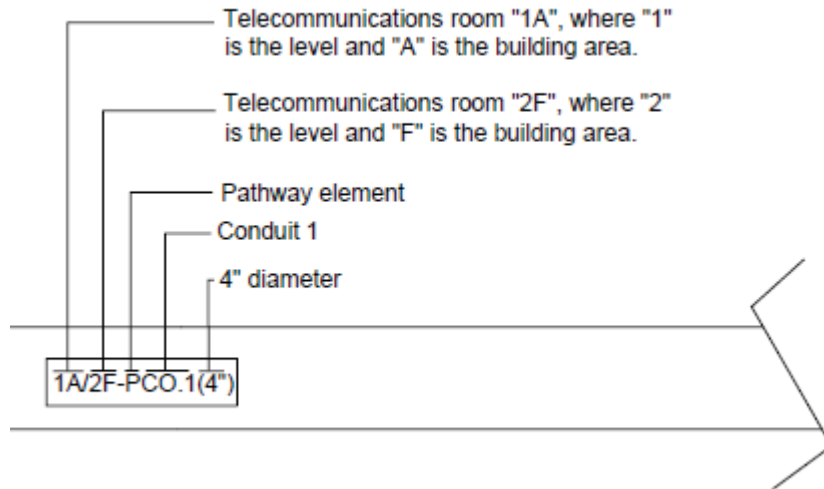 Telecommunications room "1A", where "1"
is the level and "A" is the building area.
Telecommunications room "2F", where "2"
is the level and "F" is the building area.
Pathway element
Conduit 1
4" diameter
1A/2F-PCO.1(4")